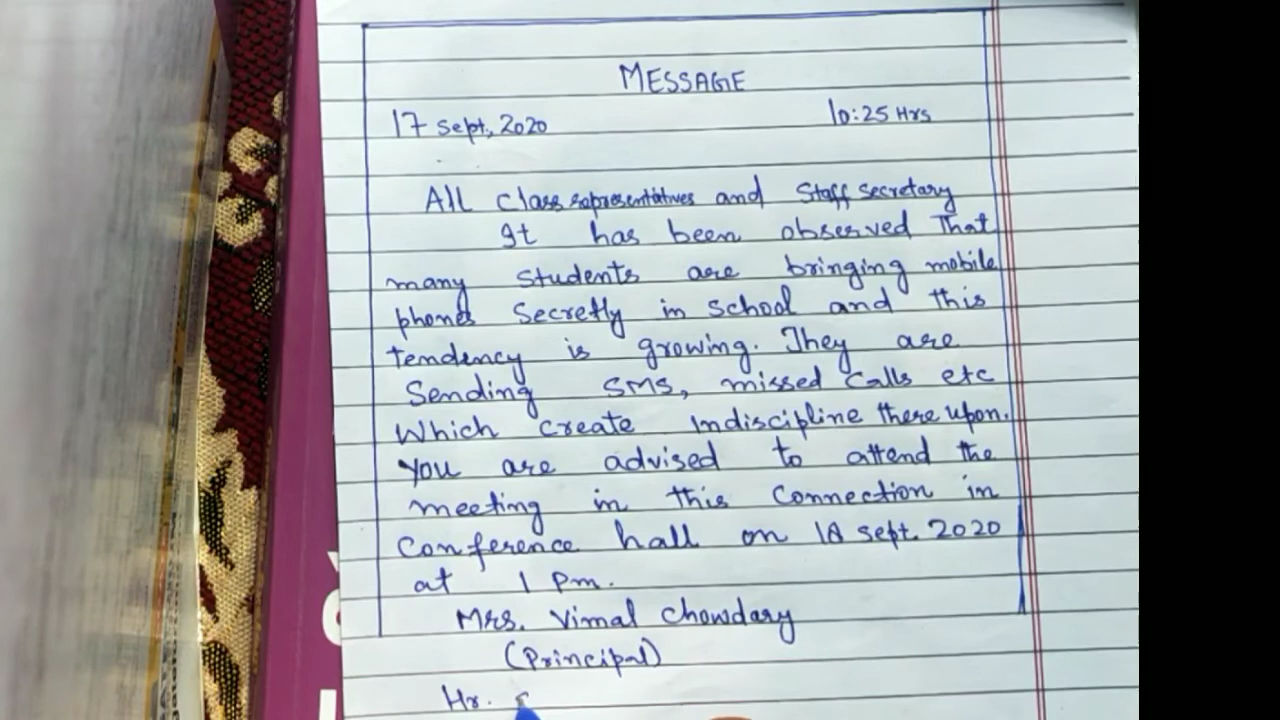 MESSAGE
17 Sept, 2020 10:25 Hrs
All Class representatives and Staff secretary
It has been observed That
many students are bringing mobile
phones secretly in school and this
tendency is growing. They are
Sending SMS, missed Calls etc
Which create Indiscipline there upon.
You are advised to attend the
meeting in this Connection in
Conference hall on 18 sept. 2020
at 1 Pm.
Mrs. Vimal Chowdary
(Principal)
Hr.